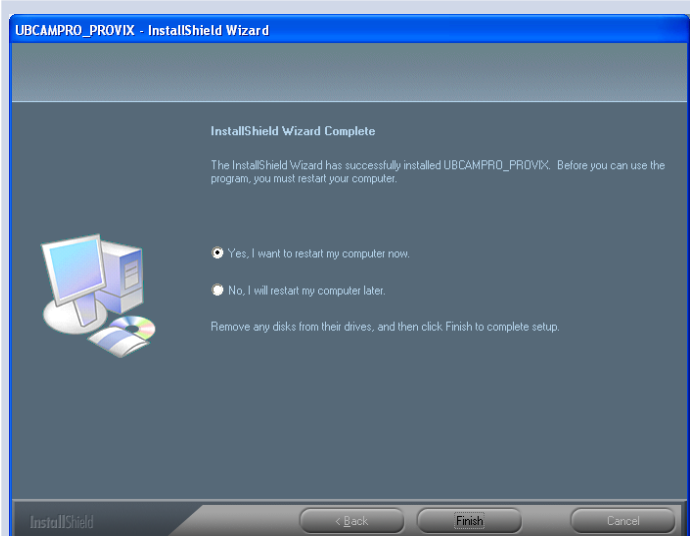 UBCAMPRO_PROVIX - InstallShield Wizard
InstallShield Wizard Complete
The InstallShield Wizard has successfully installed UBCAMPRO_PROVIX. Before you can use the
program, you must restart your computer.
Yes, I want to restart my computer now.
No, I will restart my computer later.
Remove any disks from their drives, and then click Finish to complete setup.
InstallShield
< Back
Finish
Cancel